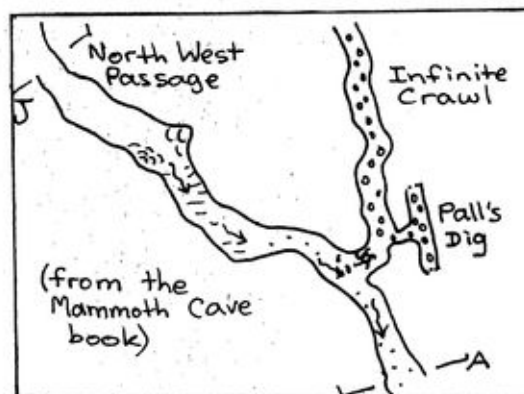 North West
Passage
Infinite
Crawl
Pall's
Dig
(from the
Mammoth Cave
book)
J
A